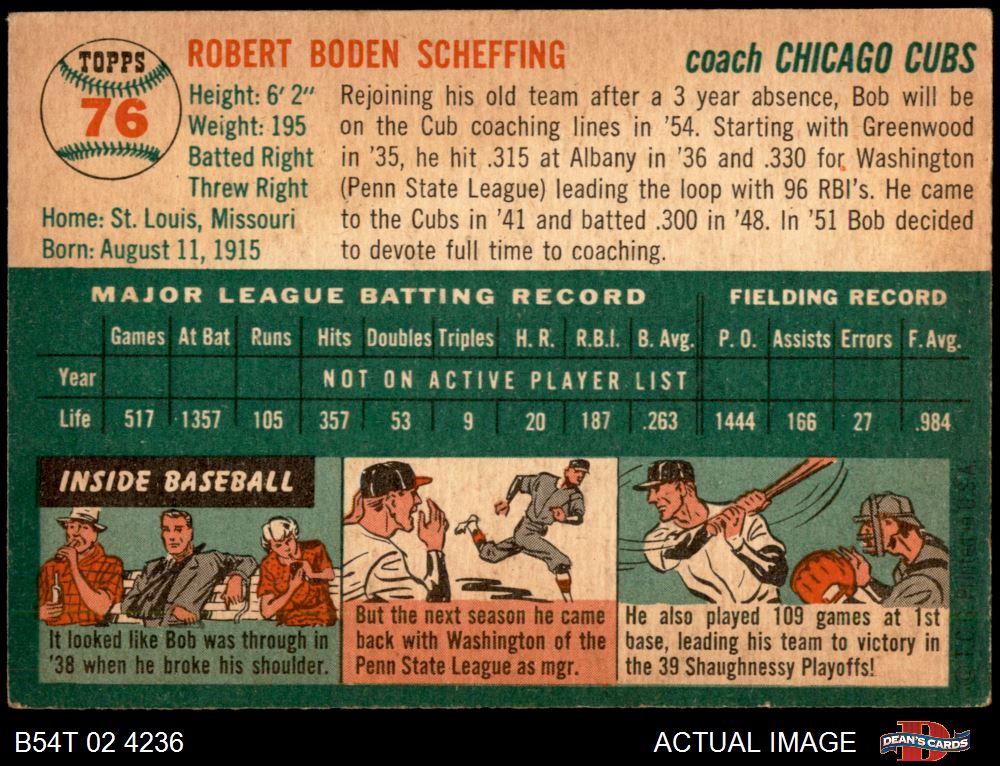 TOPPS
76
ROBERT BODEN SCHEFFING
coach CHICAGO CUBS
Height: 6' 2"
Weight: 195
Batted Right
Threw Right
Home: St. Louis, Missouri
Born: August 11, 1915
Rejoining his old team after a 3 year absence, Bob will be
on the Cub coaching lines in '54. Starting with Greenwood
in '35, he hit .315 at Albany in '36 and .330 for Washington
(Penn State League) leading the loop with 96 RBI's. He came
to the Cubs in '41 and batted .300 in '48. In '51 Bob decided
to devote full time to coaching.
MAJOR LEAGUE BATTING RECORD FIELDING RECORD
Games At Bat Runs Hits Doubles Triples H. R. R.B.I. B. Avg. P. O. Assists Errors F. Avg.
Year NOT ON ACTIVE PLAYER LIST
Life 517 1357 105 357 53 9 20 187 .263 1444 166 27 .984
INSIDE BASEBALL
It looked like Bob was through in
'38 when he broke his shoulder.
But the next season he came
back with Washington of the
Penn State League as mgr.
He also played 109 games at 1st
base, leading his team to victory in
the 39 Shaughnessy Playoffs!
© T.C.G. Printed in U.S.A.
B54T 02 4236
ACTUAL IMAGE
D
DEAN'S CARDS